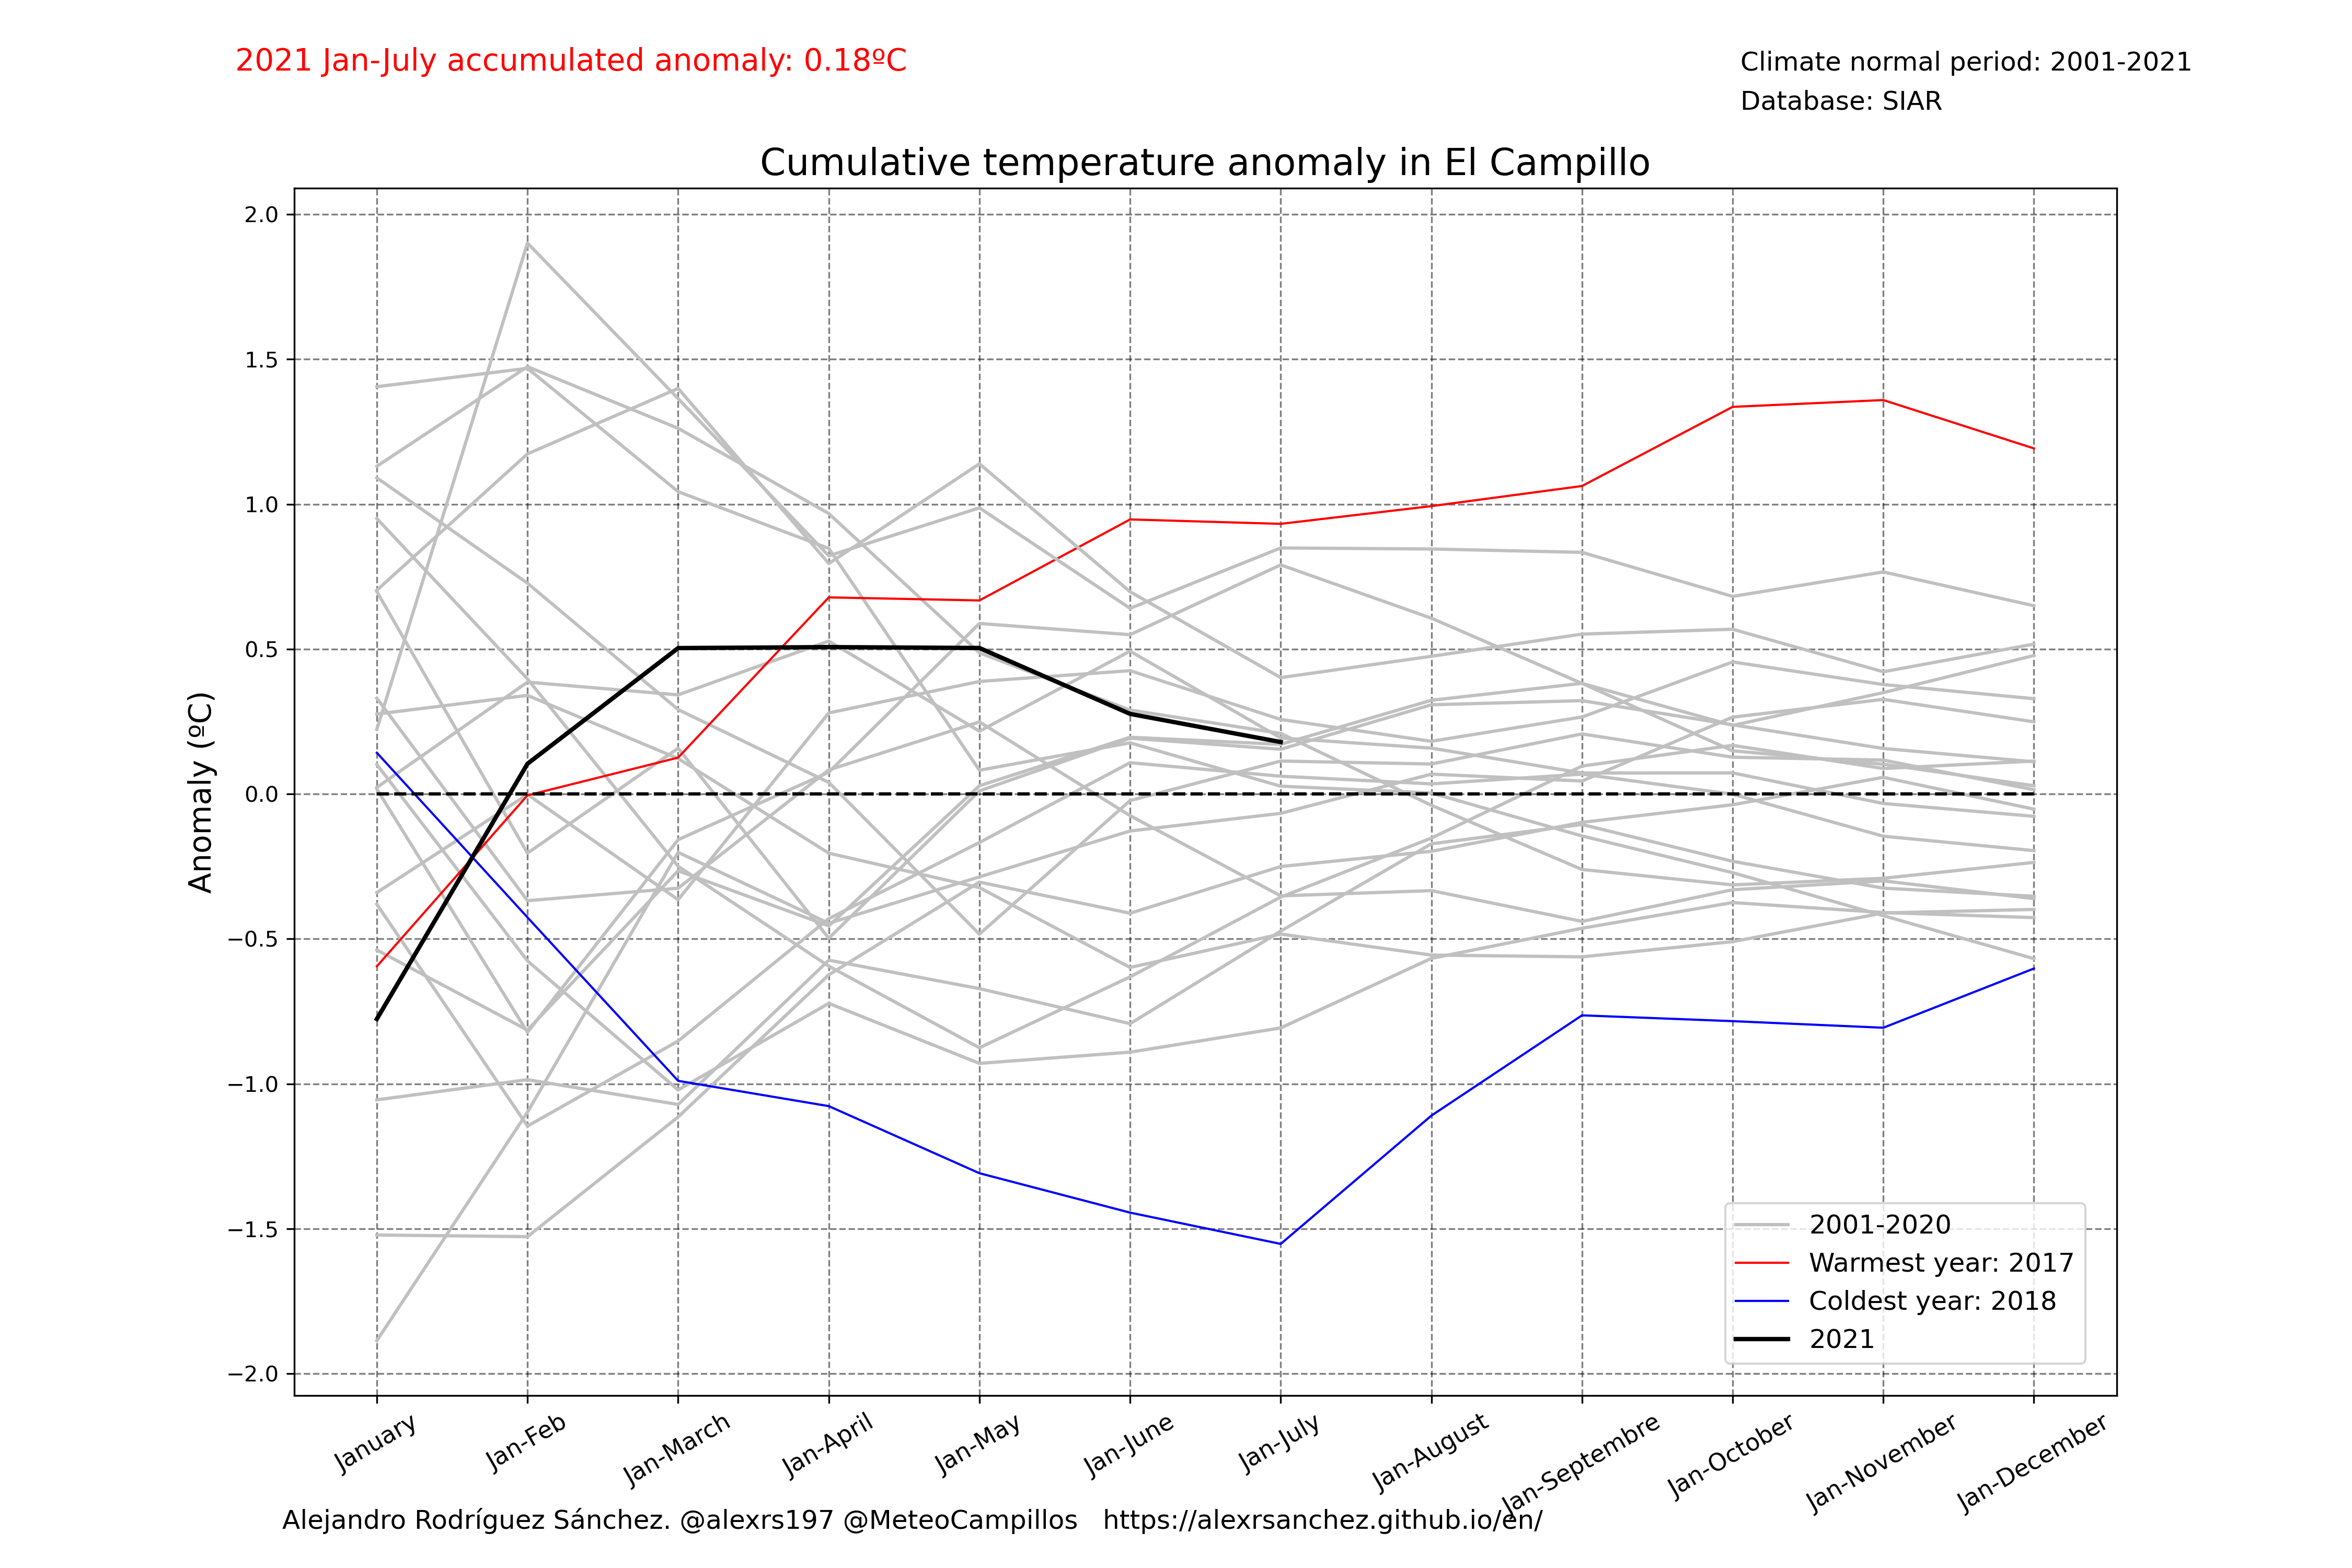 2021 Jan-July accumulated anomaly: 0.18ºC
Climate normal period: 2001-2021
Database: SIAR
Cumulative temperature anomaly in El Campillo
Anomaly (ºC)
2.0
1.5
1.0
0.5
0.0
−0.5
−1.0
−1.5
−2.0
2001-2020
Warmest year: 2017
Coldest year: 2018
2021
January
Jan-Feb
Jan-March
Jan-April
Jan-May
Jan-June
Jan-July
Jan-August
Jan-Septembre
Jan-October
Jan-November
Jan-December
Alejandro Rodríguez Sánchez. @alexrs197 @MeteoCampillos https://alexrsanchez.github.io/en/